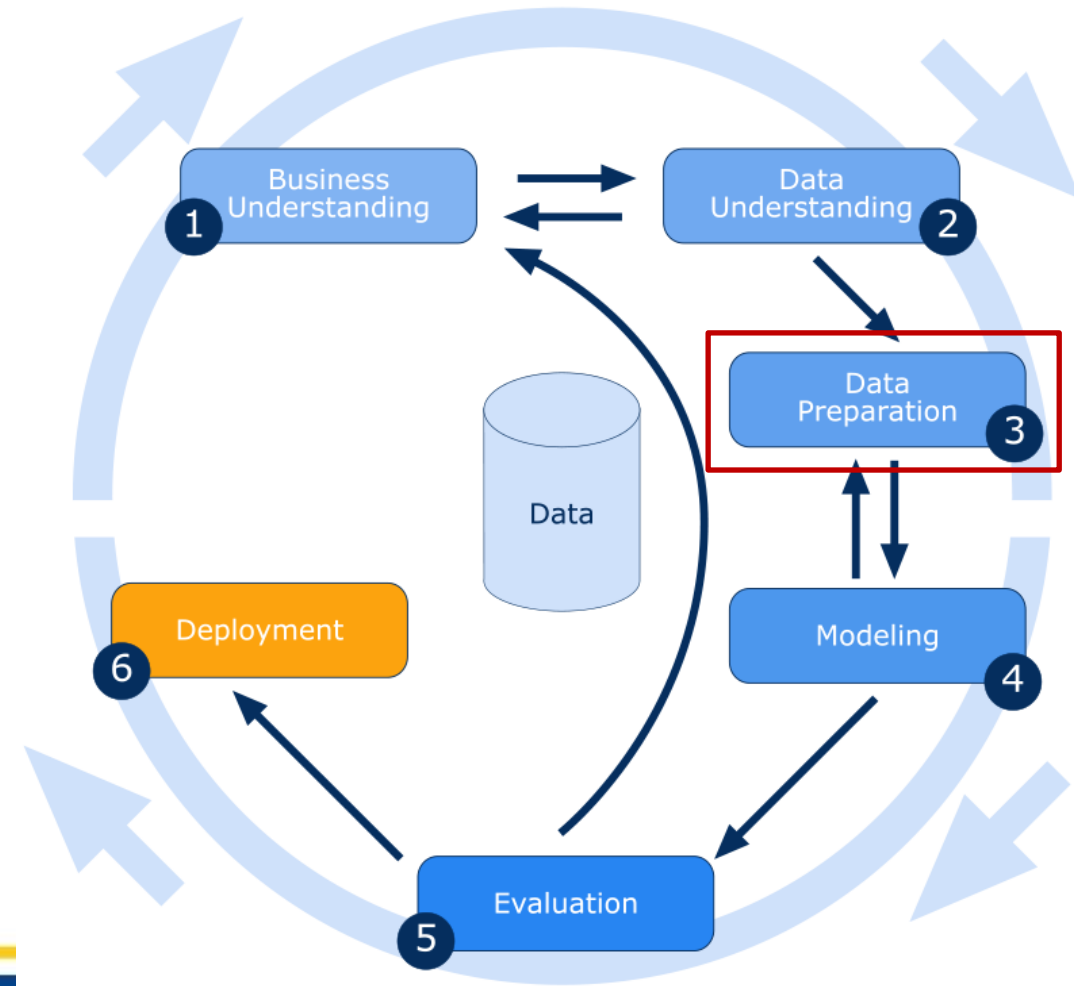 Business
Understanding
1
Data
Understanding
2
Data
Preparation
3
Data
Deployment
6
Modeling
4
Evaluation
5